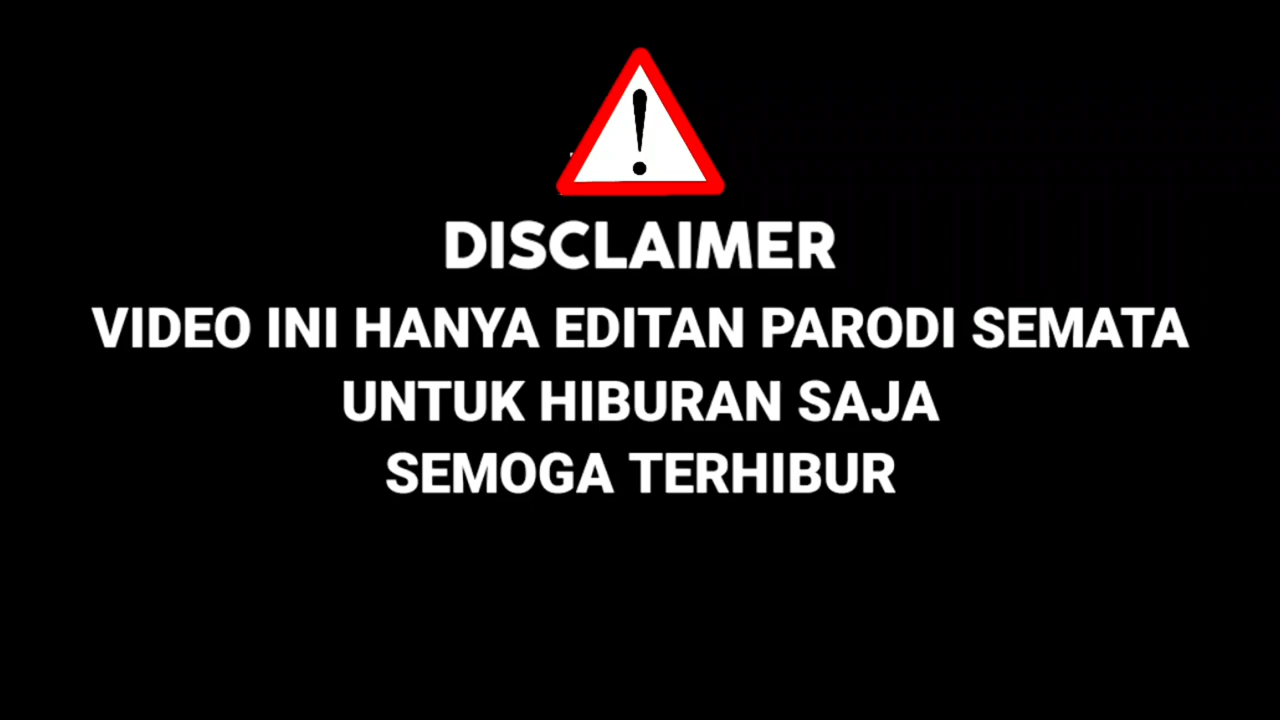 DISCLAIMER
VIDEO INI HANYA EDITAN PARODI SEMATA
UNTUK HIBURAN SAJA
SEMOGA TERHIBUR